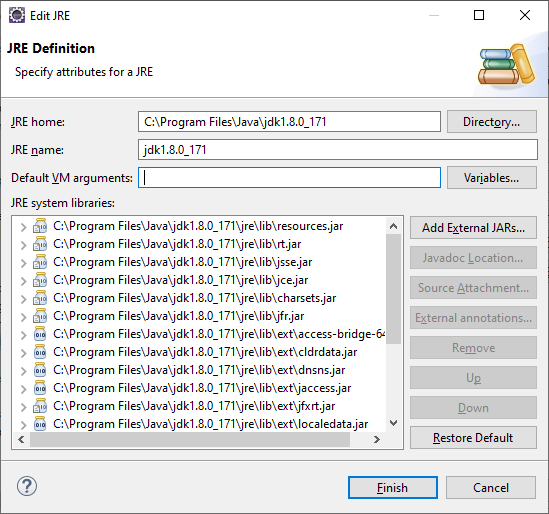 Edit JRE
JRE Definition
Specify attributes for a JRE
JRE home: C:\Program Files\Java\jdk1.8.0_171 Directory...
JRE name: jdk1.8.0_171
Default VM arguments: Variables...
JRE system libraries:
C:\Program Files\Java\jdk1.8.0_171\jre\lib\resources.jar
C:\Program Files\Java\jdk1.8.0_171\jre\lib\rt.jar
C:\Program Files\Java\jdk1.8.0_171\jre\lib\jsse.jar
C:\Program Files\Java\jdk1.8.0_171\jre\lib\jce.jar
C:\Program Files\Java\jdk1.8.0_171\jre\lib\charsets.jar
C:\Program Files\Java\jdk1.8.0_171\jre\lib\jfr.jar
C:\Program Files\Java\jdk1.8.0_171\jre\lib\ext\access-bridge-64
C:\Program Files\Java\jdk1.8.0_171\jre\lib\ext\cldrdata.jar
C:\Program Files\Java\jdk1.8.0_171\jre\lib\ext\dnsns.jar
C:\Program Files\Java\jdk1.8.0_171\jre\lib\ext\jaccess.jar
C:\Program Files\Java\jdk1.8.0_171\jre\lib\ext\jfxrt.jar
C:\Program Files\Java\jdk1.8.0_171\jre\lib\ext\localedata.jar
Add External JARs...
Javadoc Location...
Source Attachment...
External annotations...
Remove
Up
Down
Restore Default
? Finish Cancel